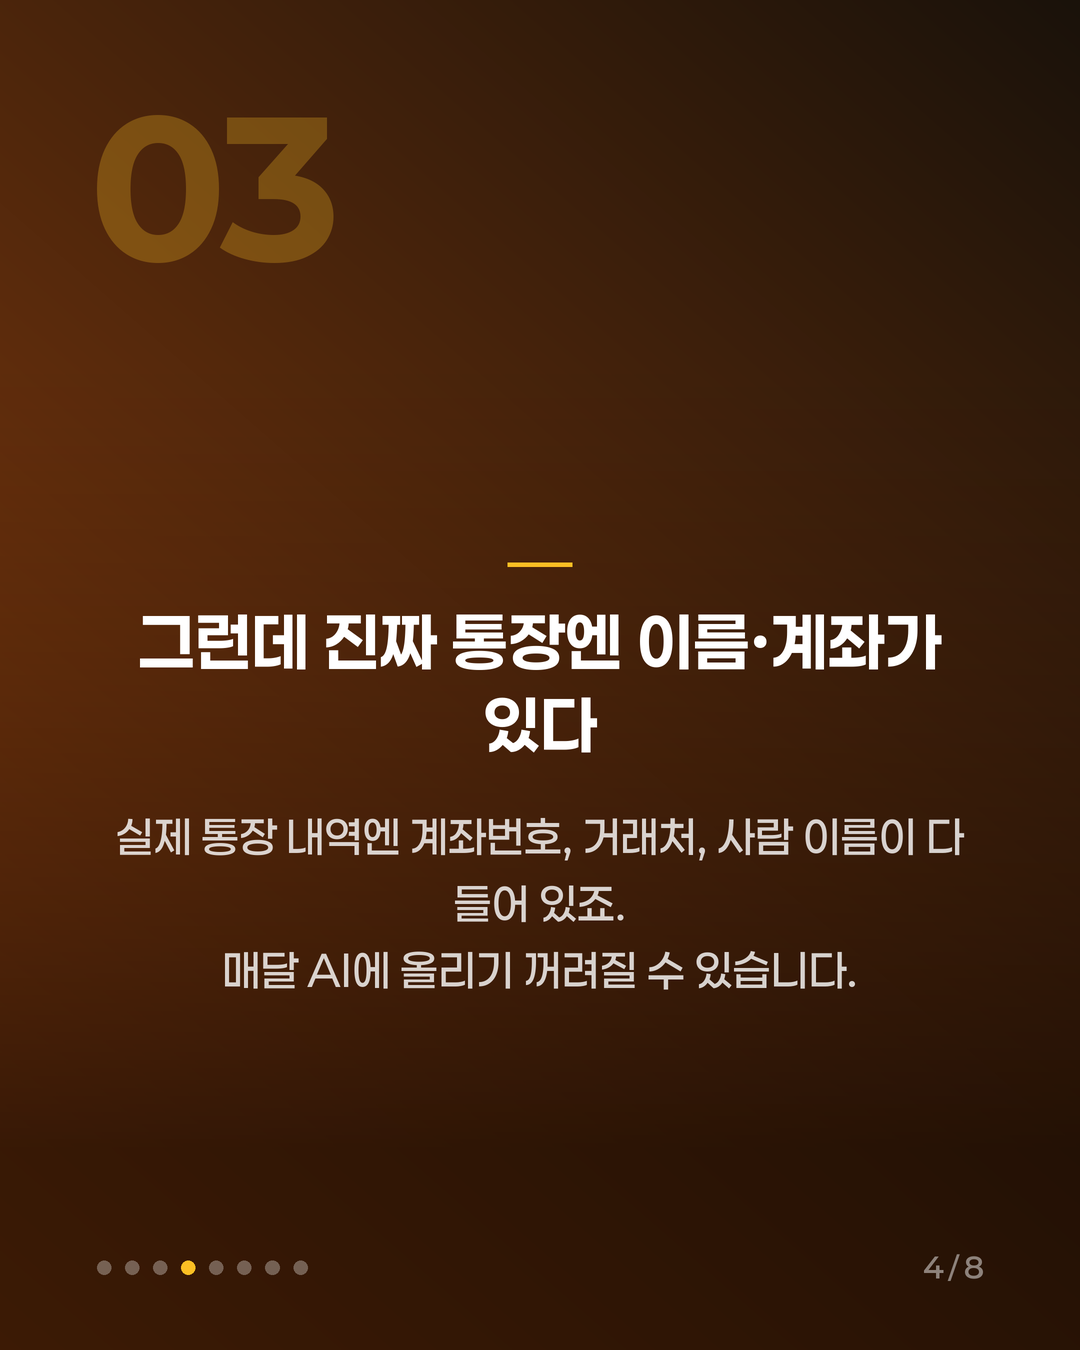 03
그런데 진짜 통장엔 이름·계좌가
있다
실제 통장 내역엔 계좌번호, 거래처, 사람 이름이 다
들어 있죠.
매달 AI에 올리기 꺼려질 수 있습니다.
4/8